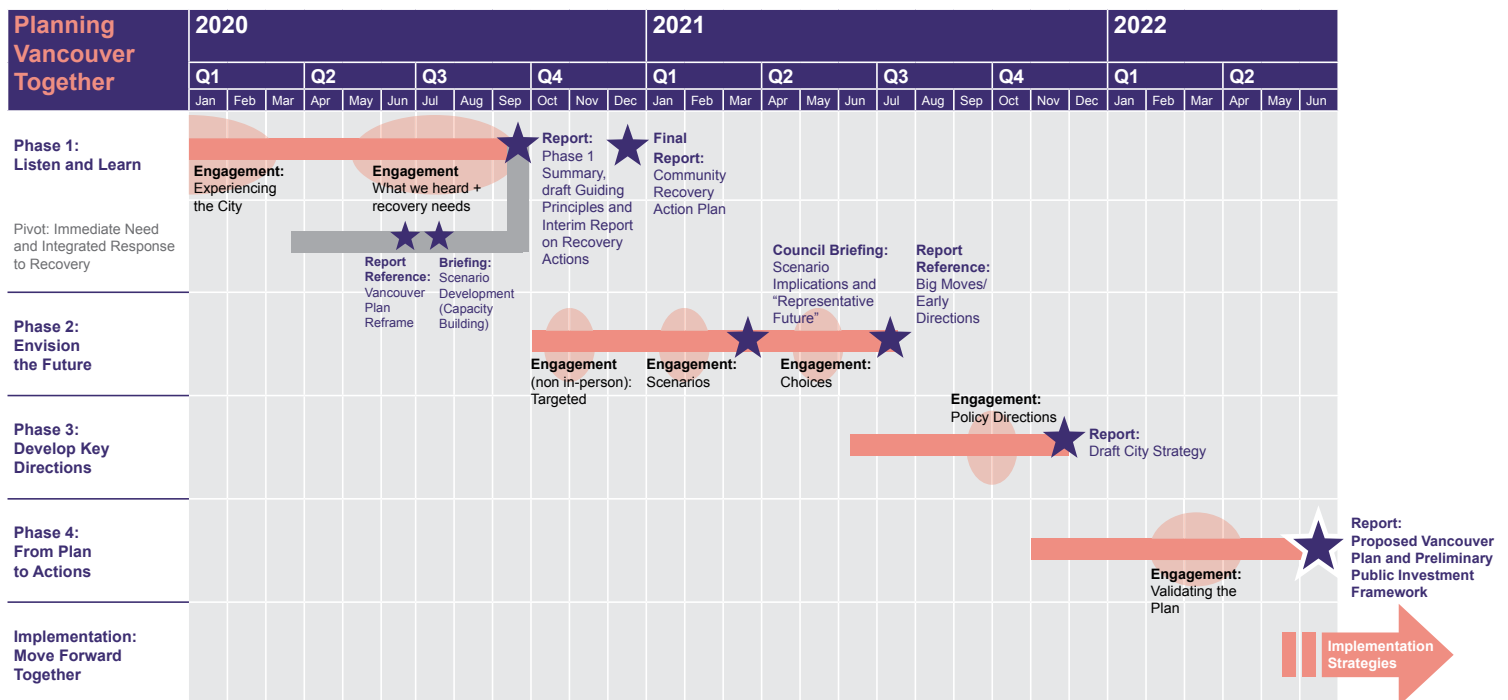 Planning
Vancouver
Together
2020
2021
2022
Q1
Q2
Q3
Q4
Q1
Q2
Q3
Q4
Q1
Q2
Jan
Feb
Mar
Apr
May
Jun
Jul
Aug
Sep
Oct
Nov
Dec
Jan
Feb
Mar
Apr
May
Jun
Jul
Aug
Sep
Oct
Nov
Dec
Jan
Feb
Mar
Apr
May
Jun
Phase 1:
Listen and Learn
Engagement:
Experiencing
the City
Engagement
What we heard +
recovery needs
Report:
Phase 1
Summary,
draft Guiding
Principles and
Interim Report
on Recovery
Actions
Final
Report:
Community
Recovery
Action Plan
Pivot: Immediate Need
and Integrated Response
to Recovery
Report
Reference:
Vancouver
Plan
Reframe
Briefing:
Scenario
Development
(Capacity
Building)
Council Briefing:
Scenario
Implications and
“Representative
Future”
Report
Reference:
Big Moves/
Early
Directions
Phase 2:
Envision
the Future
Engagement
(non in-person):
Targeted
Engagement:
Scenarios
Engagement:
Choices
Phase 3:
Develop Key
Directions
Engagement:
Policy Directions
Report:
Draft City Strategy
Phase 4:
From Plan
to Actions
Engagement:
Validating the
Plan
Report:
Proposed Vancouver
Plan and Preliminary
Public Investment
Framework
Implementation:
Move Forward
Together
Implementation
Strategies